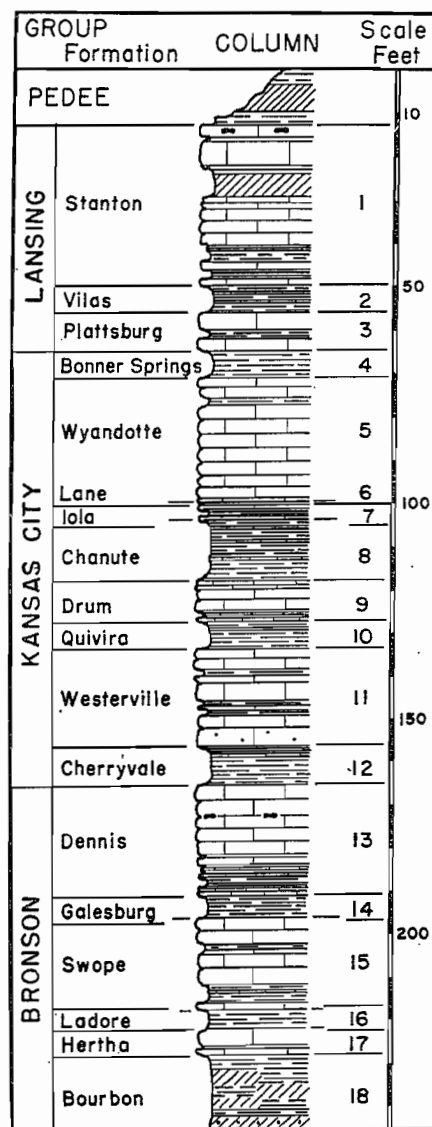 GROUP
Formation
COLUMN
Scale
Feet
PEDEE
10
LANSING
Stanton
1
50
Vilas
2
Plattsburg
3
KANSAS CITY
Bonner Springs
4
Wyandotte
5
Lane
6
100
Iola
7
Chanute
8
Drum
9
Quivira
10
Westerville
11
150
Cherryvale
12
BRONSON
Dennis
13
Galesburg
14
200
Swope
15
Ladore
16
Hertha
17
Bourbon
18